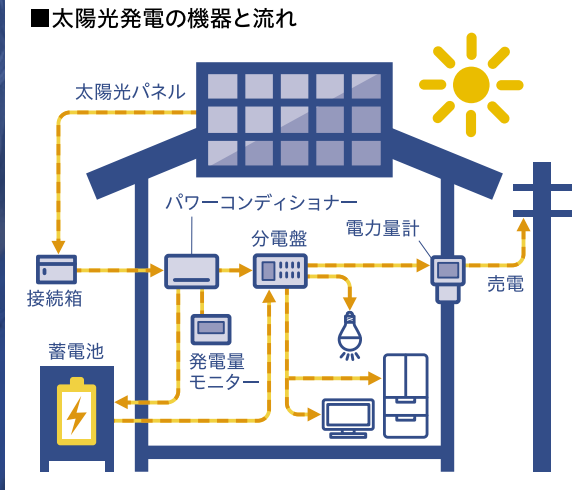 ■太陽光発電の機器と流れ
太陽光パネル
パワーコンディショナー
分電盤
電力量計
接続箱
売電
発電量
モニター
蓄電池